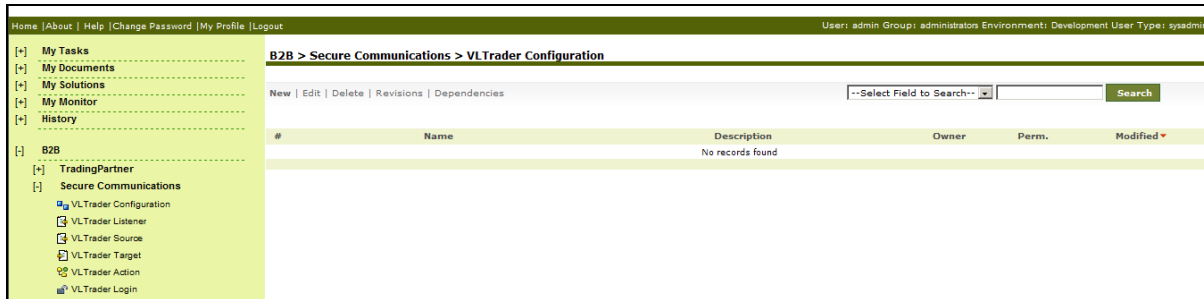 Home |About | Help |Change Password |My Profile |Logout
User: admin Group: administrators Environment: Development User Type: sysadmin
[+] My Tasks
[+] My Documents
[+] My Solutions
[+] My Monitor
[+] History
[-] B2B
[+] TradingPartner
[-] Secure Communications
VLTrader Configuration
VLTrader Listener
VLTrader Source
VLTrader Target
VLTrader Action
VLTrader Login
B2B > Secure Communications > VLTrader Configuration
New | Edit | Delete | Revisions | Dependencies
--Select Field to Search-- Search
# Name Description Owner Perm. Modified
No records found